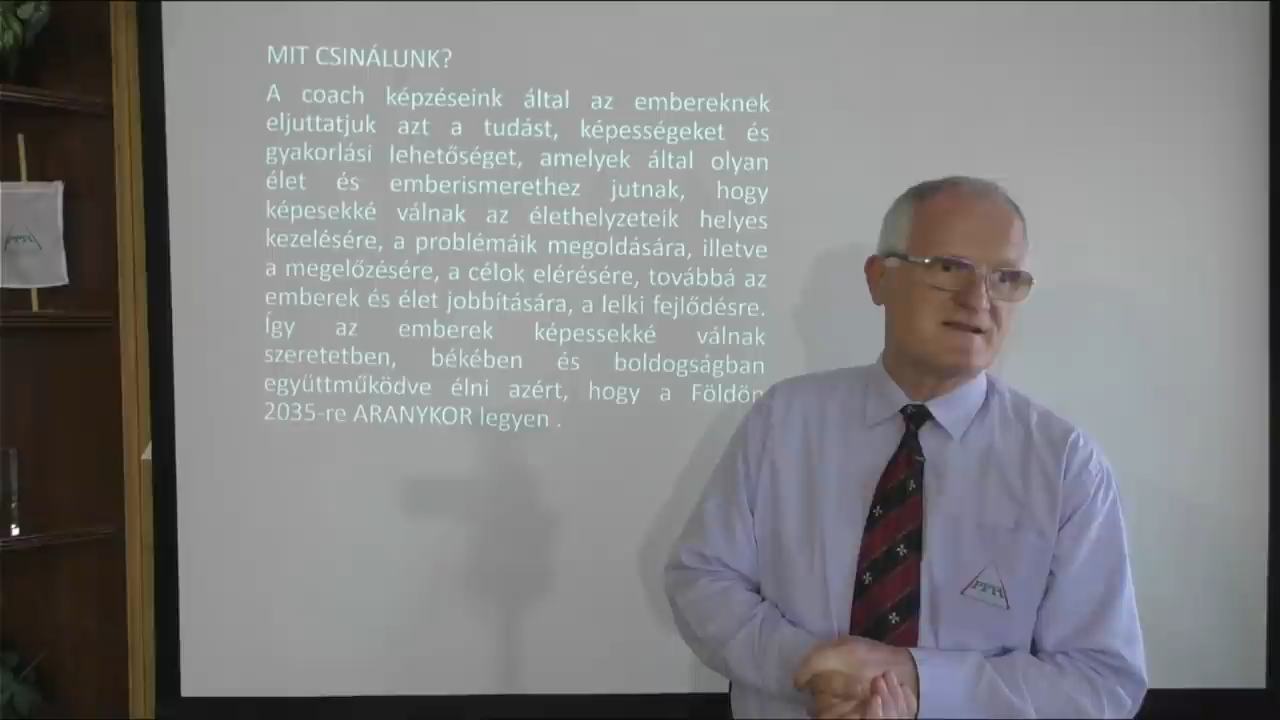 MIT CSINÁLUNK?
A coach képzéseink által az embereknek
eljuttatjuk azt a tudást, képességeket és
gyakorlási lehetőséget, amelyek által olyan
élet és emberismerethez jutnak, hogy
képesekké válnak az élethelyzeteik helyes
kezelésére, a problémáik megoldására, illetve
a megelőzésére, a célok elérésére, továbbá az
emberek és élet jobbítására, a lelki fejlődésre.
Így az emberek képessekké válnak
szeretetben, békében és boldogságban
együttműködve élni azért, hogy a Földön
2035-re ARANYKOR legyen .